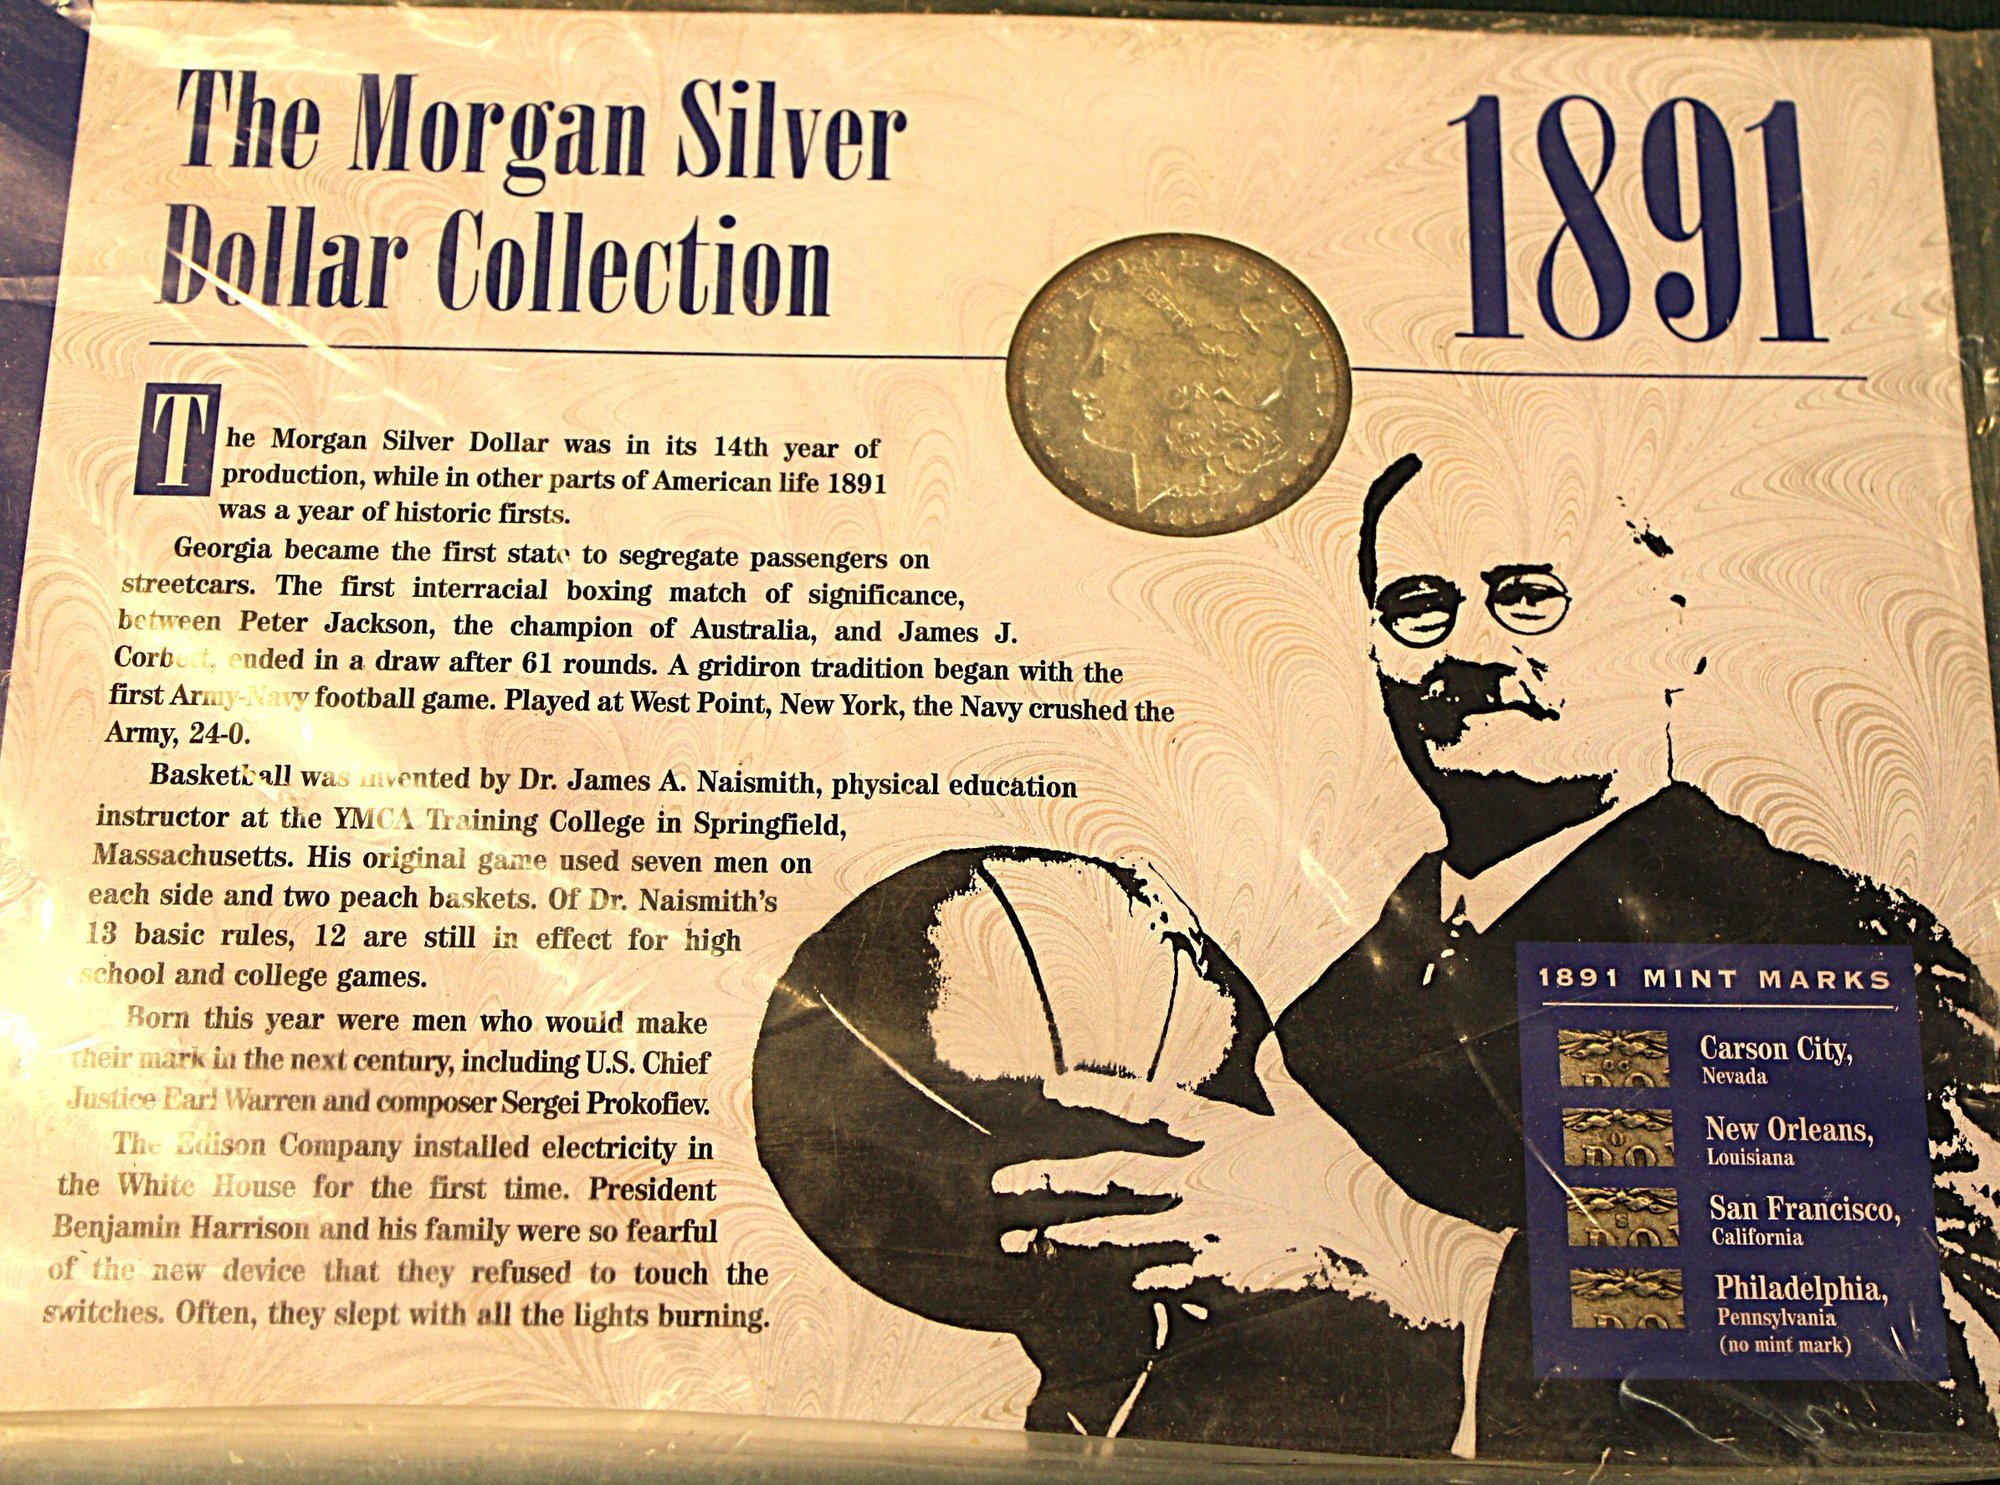 The Morgan Silver
Dollar Collection
1891
The Morgan Silver Dollar was in its 14th year of
production, while in other parts of American life 1891
was a year of historic firsts.
Georgia became the first state to segregate passengers on
streetcars. The first interracial boxing match of significance,
between Peter Jackson, the champion of Australia, and James J.
Corbett, ended in a draw after 61 rounds. A gridiron tradition began with the
first Army-Navy football game. Played at West Point, New York, the Navy crushed the
Army, 24-0.
Basketball was invented by Dr. James A. Naismith, physical education
instructor at the YMCA Training College in Springfield,
Massachusetts. His original game used seven men on
each side and two peach baskets. Of Dr. Naismith's
13 basic rules, 12 are still in effect for high
school and college games.
Born this year were men who would make
their mark in the next century, including U.S. Chief
Justice Earl Warren and composer Sergei Prokofiev.
The Edison Company installed electricity in
the White House for the first time. President
Benjamin Harrison and his family were so fearful
of the new device that they refused to touch the
switches. Often, they slept with all the lights burning.
1891 MINT MARKS
CC
DO
Carson City,
Nevada
O
DO
New Orleans,
Louisiana
S
DO
San Francisco,
California
DO
Philadelphia,
Pennsylvania
(no mint mark)